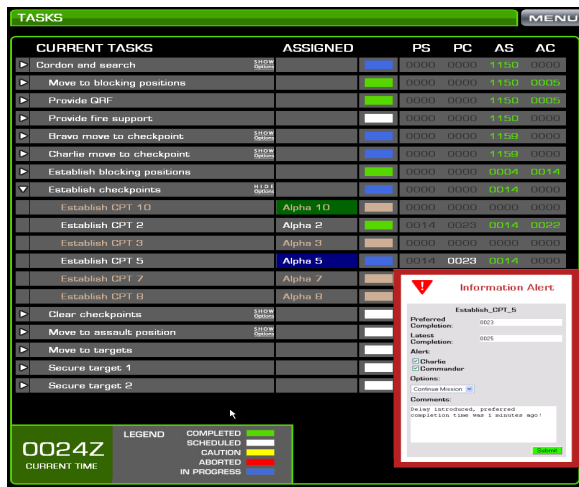 TASKS MENU
CURRENT TASKS ASSIGNED PS PC AS AC
Cordon and search SHOW Options 0000 0000 1150 0000
Move to blocking positions 0000 0000 1150 0005
Provide QRF 0000 0000 1150 0005
Provide fire support 0000 0000 1150 0000
Bravo move to checkpoint SHOW Options 0000 0000 1159 0000
Charlie move to checkpoint SHOW Options 0000 0000 1159 0000
Establish blocking positions 0000 0000 0004 0014
Establish checkpoints HIDE Options 0000 0000 0014 0000
Establish CPT 10 Alpha 10 0000 0000 0000 0000
Establish CPT 2 Alpha 2 0014 0023 0014 0022
Establish CPT 3 Alpha 3 0000 0000 0000 0000
Establish CPT 5 Alpha 5 0014 0023 0014 0000
Establish CPT 7 Alpha 7
Establish CPT 8 Alpha 8
Clear checkpoints SHOW Options
Move to assault position SHOW Options
Move to targets
Secure target 1
Secure target 2
Information Alert
Establish_CPT_5
Preferred Completion: 0023
Latest Completion: 0025
Alert:
Charlie
Commander
Options:
Continue Mission
Comments:
Delay introduced, preferred
completion time was 1 minutes ago!
Submit
0024Z
CURRENT TIME
LEGEND COMPLETED
SCHEDULED
CAUTION
ABORTED
IN PROGRESS